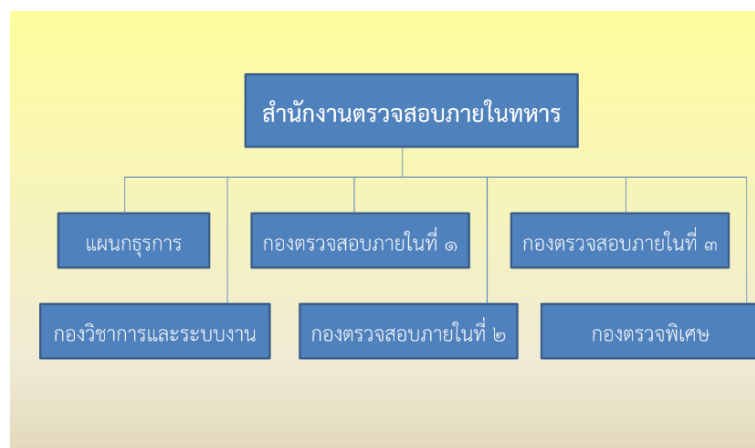 สำนักงานตรวจสอบภายในทหาร
แผนกธุรการ
กองตรวจสอบภายในที่ ๑
กองตรวจสอบภายในที่ ๓
กองวิชาการและระบบงาน
กองตรวจสอบภายในที่ ๒
กองตรวจพิเศษ